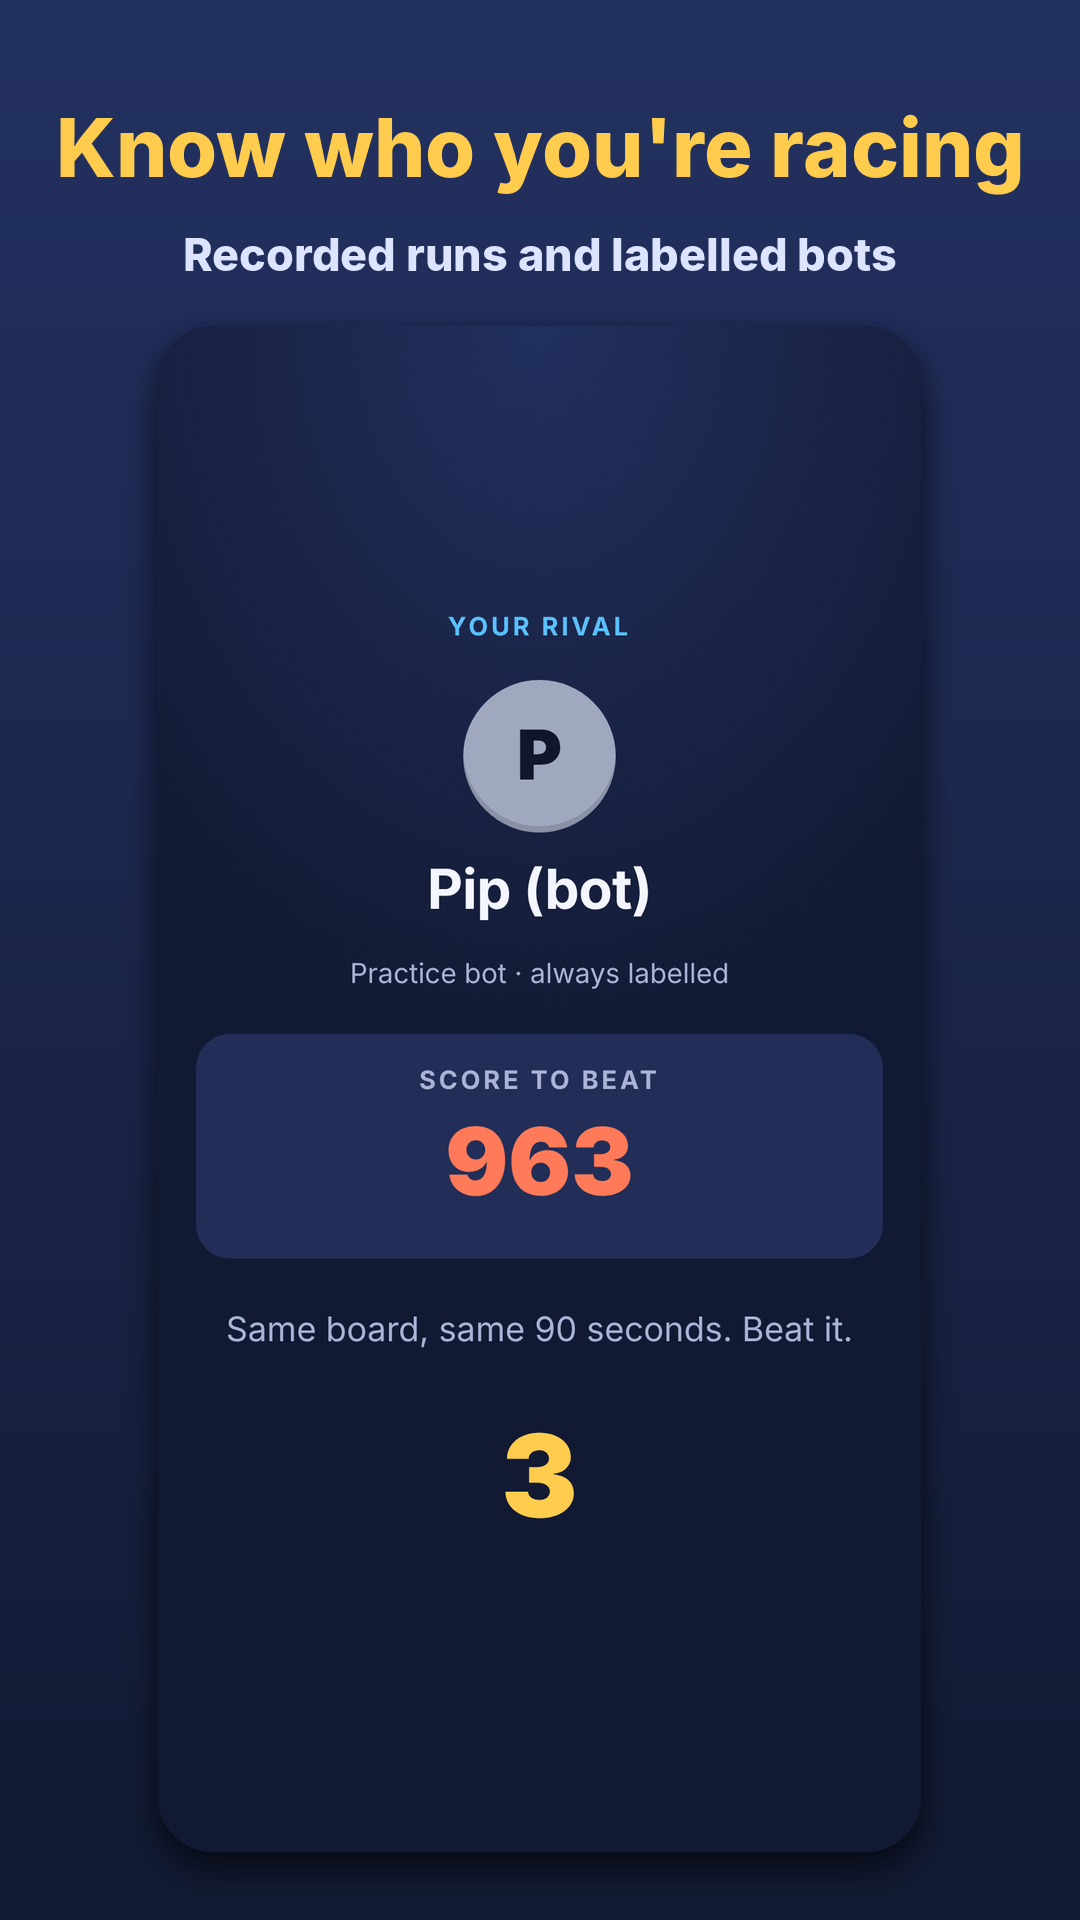 Know who you're racing
Recorded runs and labelled bots
YOUR RIVAL
P
Pip (bot)
Practice bot · always labelled
SCORE TO BEAT
963
Same board, same 90 seconds. Beat it.
3